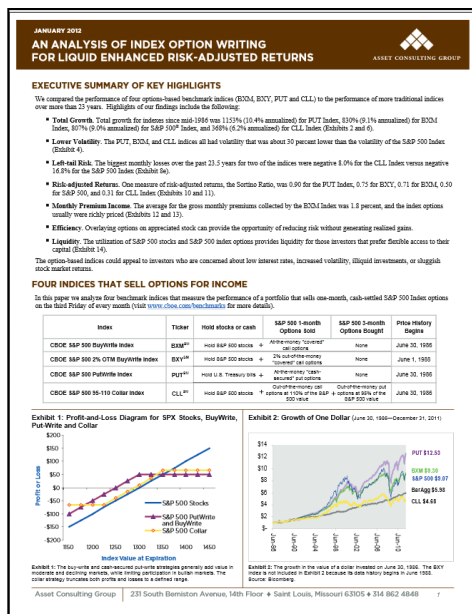 JANUARY 2012
AN ANALYSIS OF INDEX OPTION WRITING
FOR LIQUID ENHANCED RISK-ADJUSTED RETURNS
ASSET CONSULTING GROUP
EXECUTIVE SUMMARY OF KEY HIGHLIGHTS
We compared the performance of four options-based benchmark indices (BXM, BXY, PUT and CLL) to the performance of more traditional indices
over more than 23 years. Highlights of our findings include the following:
▪ Total Growth. Total growth for indexes since mid-1986 was 1153% (10.4% annualized) for PUT Index, 830% (9.1% annualized) for BXM
Index, 807% (9.0% annualized) for S&P 500® Index, and 368% (6.2% annualized) for CLL Index (Exhibits 2 and 6).
▪ Lower Volatility. The PUT, BXM, and CLL indices all had volatility that was about 30 percent lower than the volatility of the S&P 500 Index
(Exhibit 4).
▪ Left-tail Risk. The biggest monthly losses over the past 23.5 years for two of the indices were negative 8.0% for the CLL Index versus negative
16.8% for the S&P 500 Index (Exhibit 8e).
▪ Risk-adjusted Returns. One measure of risk-adjusted returns, the Sortino Ratio, was 0.90 for the PUT Index, 0.75 for BXY, 0.71 for BXM, 0.50
for S&P 500, and 0.31 for CLL Index (Exhibits 10 and 11).
▪ Monthly Premium Income. The average for the gross monthly premiums collected by the BXM Index was 1.8 percent, and the index options
usually were richly priced (Exhibits 12 and 13).
▪ Efficiency. Overlaying options on appreciated stock can provide the opportunity of reducing risk without generating realized gains.
▪ Liquidity. The utilization of S&P 500 stocks and S&P 500 index options provides liquidity for those investors that prefer flexible access to their
capital (Exhibit 14).
The option-based indices could appeal to investors who are concerned about low interest rates, increased volatility, illiquid investments, or sluggish
stock market returns.
FOUR INDICES THAT SELL OPTIONS FOR INCOME
In this paper we analyze four benchmark indices that measure the performance of a portfolio that sells one-month, cash-settled S&P 500 Index options
on the third Friday of every month (visit www.cboe.com/benchmarks for more details).
Index Ticker Hold stocks or cash S&P 500 1-month Options Sold S&P 500 3-month Options Bought Price History Begins
CBOE S&P 500 BuyWrite Index BXM℠ Hold S&P 500 stocks + At-the-money "covered" call options None June 30, 1986
CBOE S&P 500 2% OTM BuyWrite Index BXY℠ Hold S&P 500 stocks + 2% out-of-the-money "covered" call options None June 1, 1988
CBOE S&P 500 PutWrite Index PUT℠ Hold U.S. Treasury bills + At-the-money "cash-secured" put options None June 30, 1986
CBOE S&P 500 95-110 Collar Index CLL℠ Hold S&P 500 stocks + Out-of-the-money call options at 110% of the S&P 500 value + Out-of-the-money put options at 95% of the S&P 500 value June 30, 1986
Exhibit 1: Profit-and-Loss Diagram for SPX Stocks, BuyWrite,
Put-Write and Collar
$200
$150
$100
$50
$0
-$50
-$100
-$150
-$200
Profit or Loss
S&P 500 Stocks
S&P 500 PutWrite
and BuyWrite
S&P 500 Collar
1150 1200 1250 1300 1350 1400 1450
Index Value at Expiration
Exhibit 1: The buy-write and cash-secured put-write strategies generally add value in
moderate and declining markets, while limiting participation in bullish markets. The
collar strategy truncates both profits and losses to a defined range.
Exhibit 2: Growth of One Dollar (June 30, 1986—December 31, 2011)
$14
$12
$10
$8
$6
$4
$2
$-
PUT $12.53
BXM $9.30
S&P 500 $9.07
BarAgg $5.98
CLL $4.68
Jun-86
Jun-10
Exhibit 2: The growth in the value of a dollar invested on June 30, 1986. The BXY
Index is not included in Exhibit 2 because its data history begins in June 1988.
Source: Bloomberg.
Asset Consulting Group | 231 South Bemiston Avenue, 14th Floor ♦ Saint Louis, Missouri 63105 ♦ 314 862 4848 1